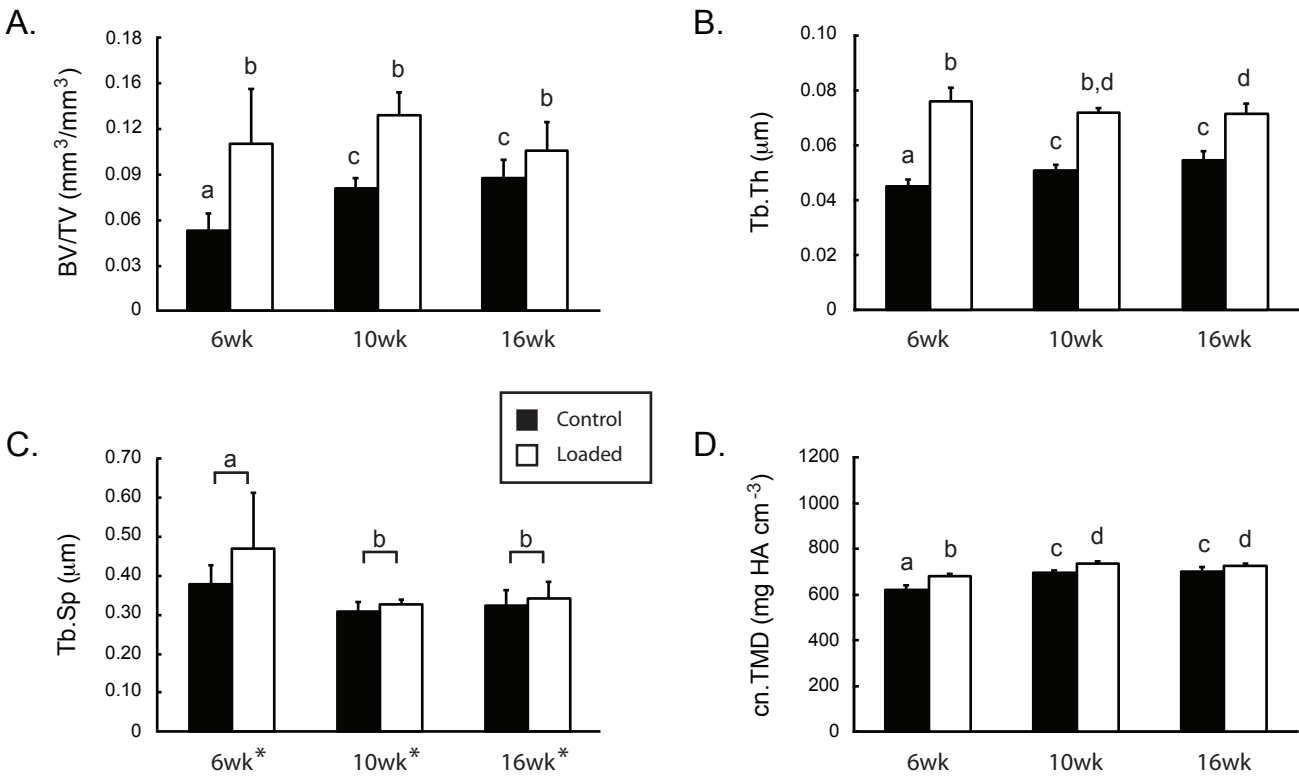 A.
BV/TV (mm³/mm³)
0.18
0.16
0.12
0.09
0.06
0.03
0
a
b
c
b
c
b
6wk
10wk
16wk
B.
Tb.Th (μm)
0.10
0.08
0.06
0.04
0.02
0
a
b
c
b,d
c
d
6wk
10wk
16wk
Control
Loaded
C.
Tb.Sp (μm)
0.70
0.60
0.50
0.40
0.30
0.20
0.10
0
a
b
b
6wk*
10wk*
16wk*
D.
cn.TMD (mg HA cm⁻³)
1200
1000
800
600
400
200
0
a
b
c
d
c
d
6wk
10wk
16wk